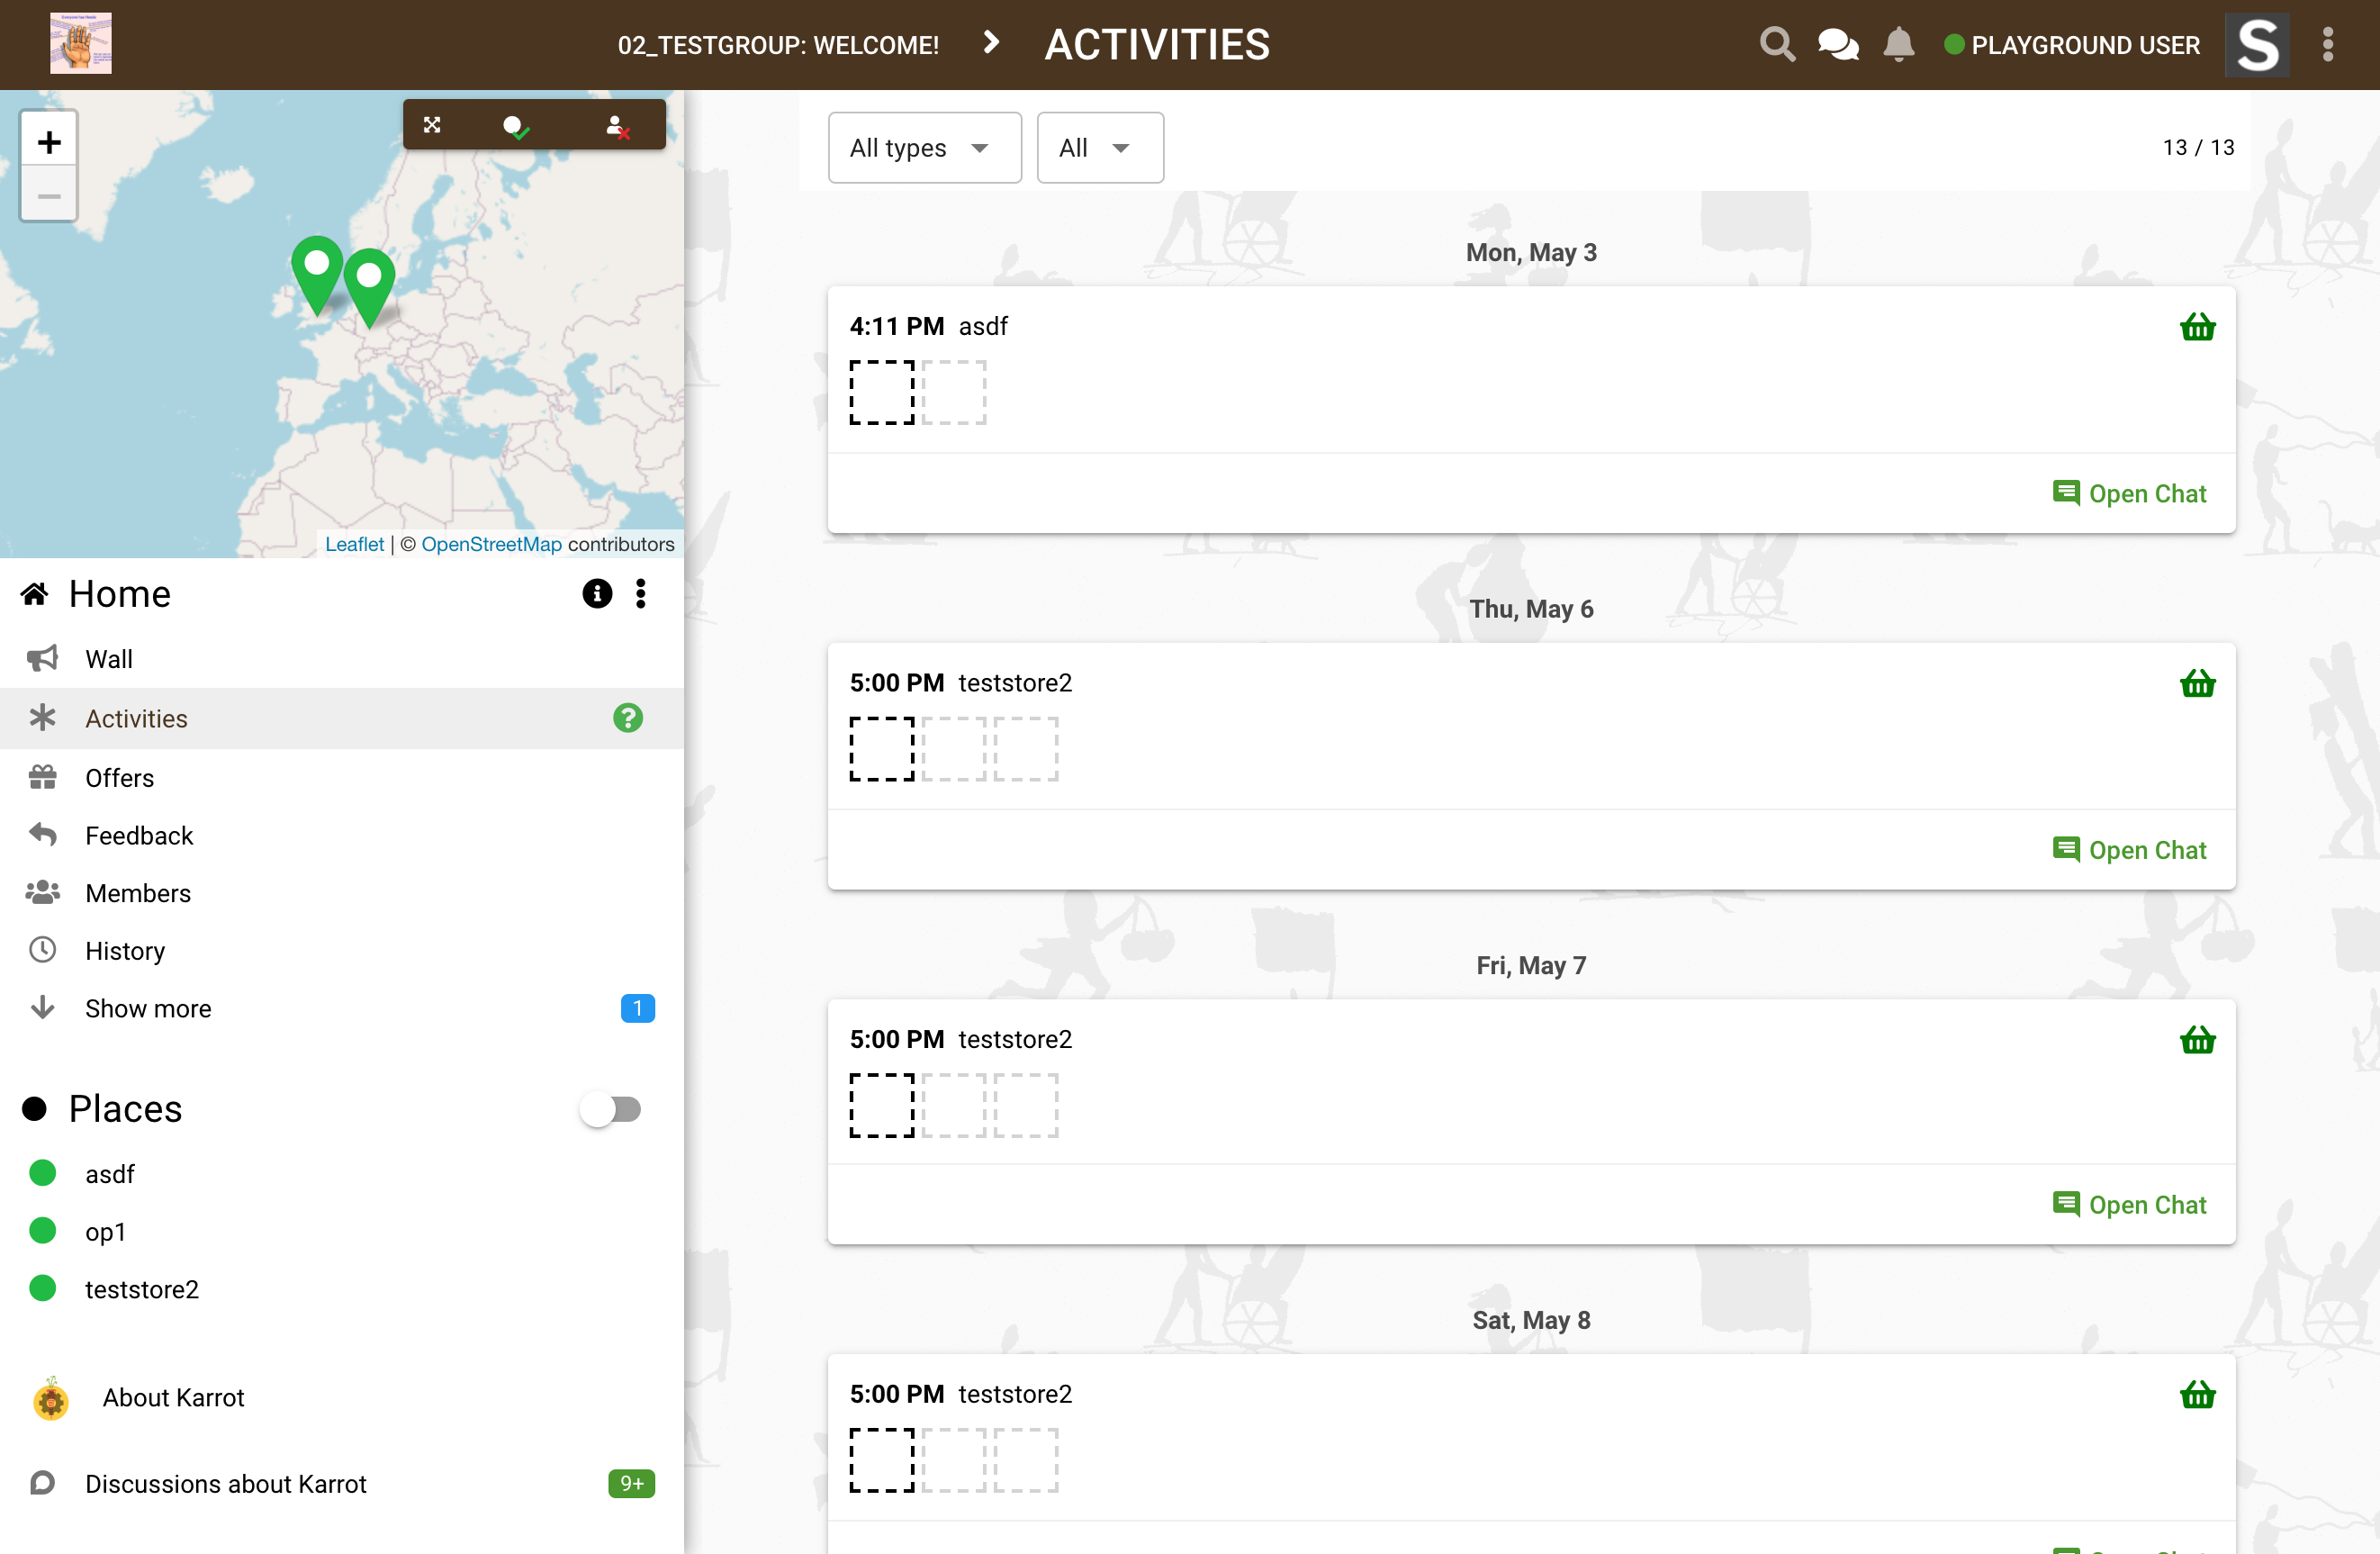 02_TESTGROUP: WELCOME!
ACTIVITIES
PLAYGROUND USER
S
+
−
Leaflet | © OpenStreetMap contributors
Home
Wall
Activities
?
Offers
Feedback
Members
History
Show more
1
Places
asdf
op1
teststore2
About Karrot
Discussions about Karrot
9+
All types
All
13 / 13
Mon, May 3
4:11 PM asdf
Open Chat
Thu, May 6
5:00 PM teststore2
Open Chat
Fri, May 7
5:00 PM teststore2
Open Chat
Sat, May 8
5:00 PM teststore2